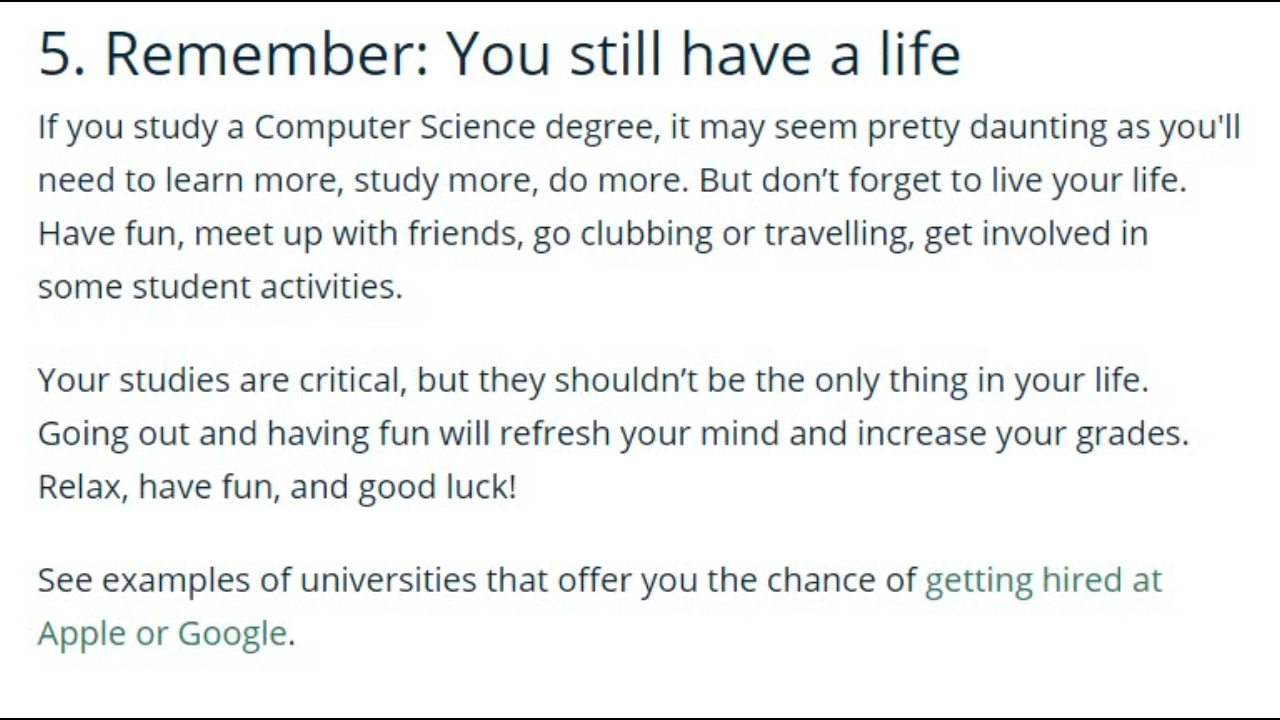 5. Remember: You still have a life
If you study a Computer Science degree, it may seem pretty daunting as you'll
need to learn more, study more, do more. But don’t forget to live your life.
Have fun, meet up with friends, go clubbing or travelling, get involved in
some student activities.
Your studies are critical, but they shouldn’t be the only thing in your life.
Going out and having fun will refresh your mind and increase your grades.
Relax, have fun, and good luck!
See examples of universities that offer you the chance of getting hired at
Apple or Google.